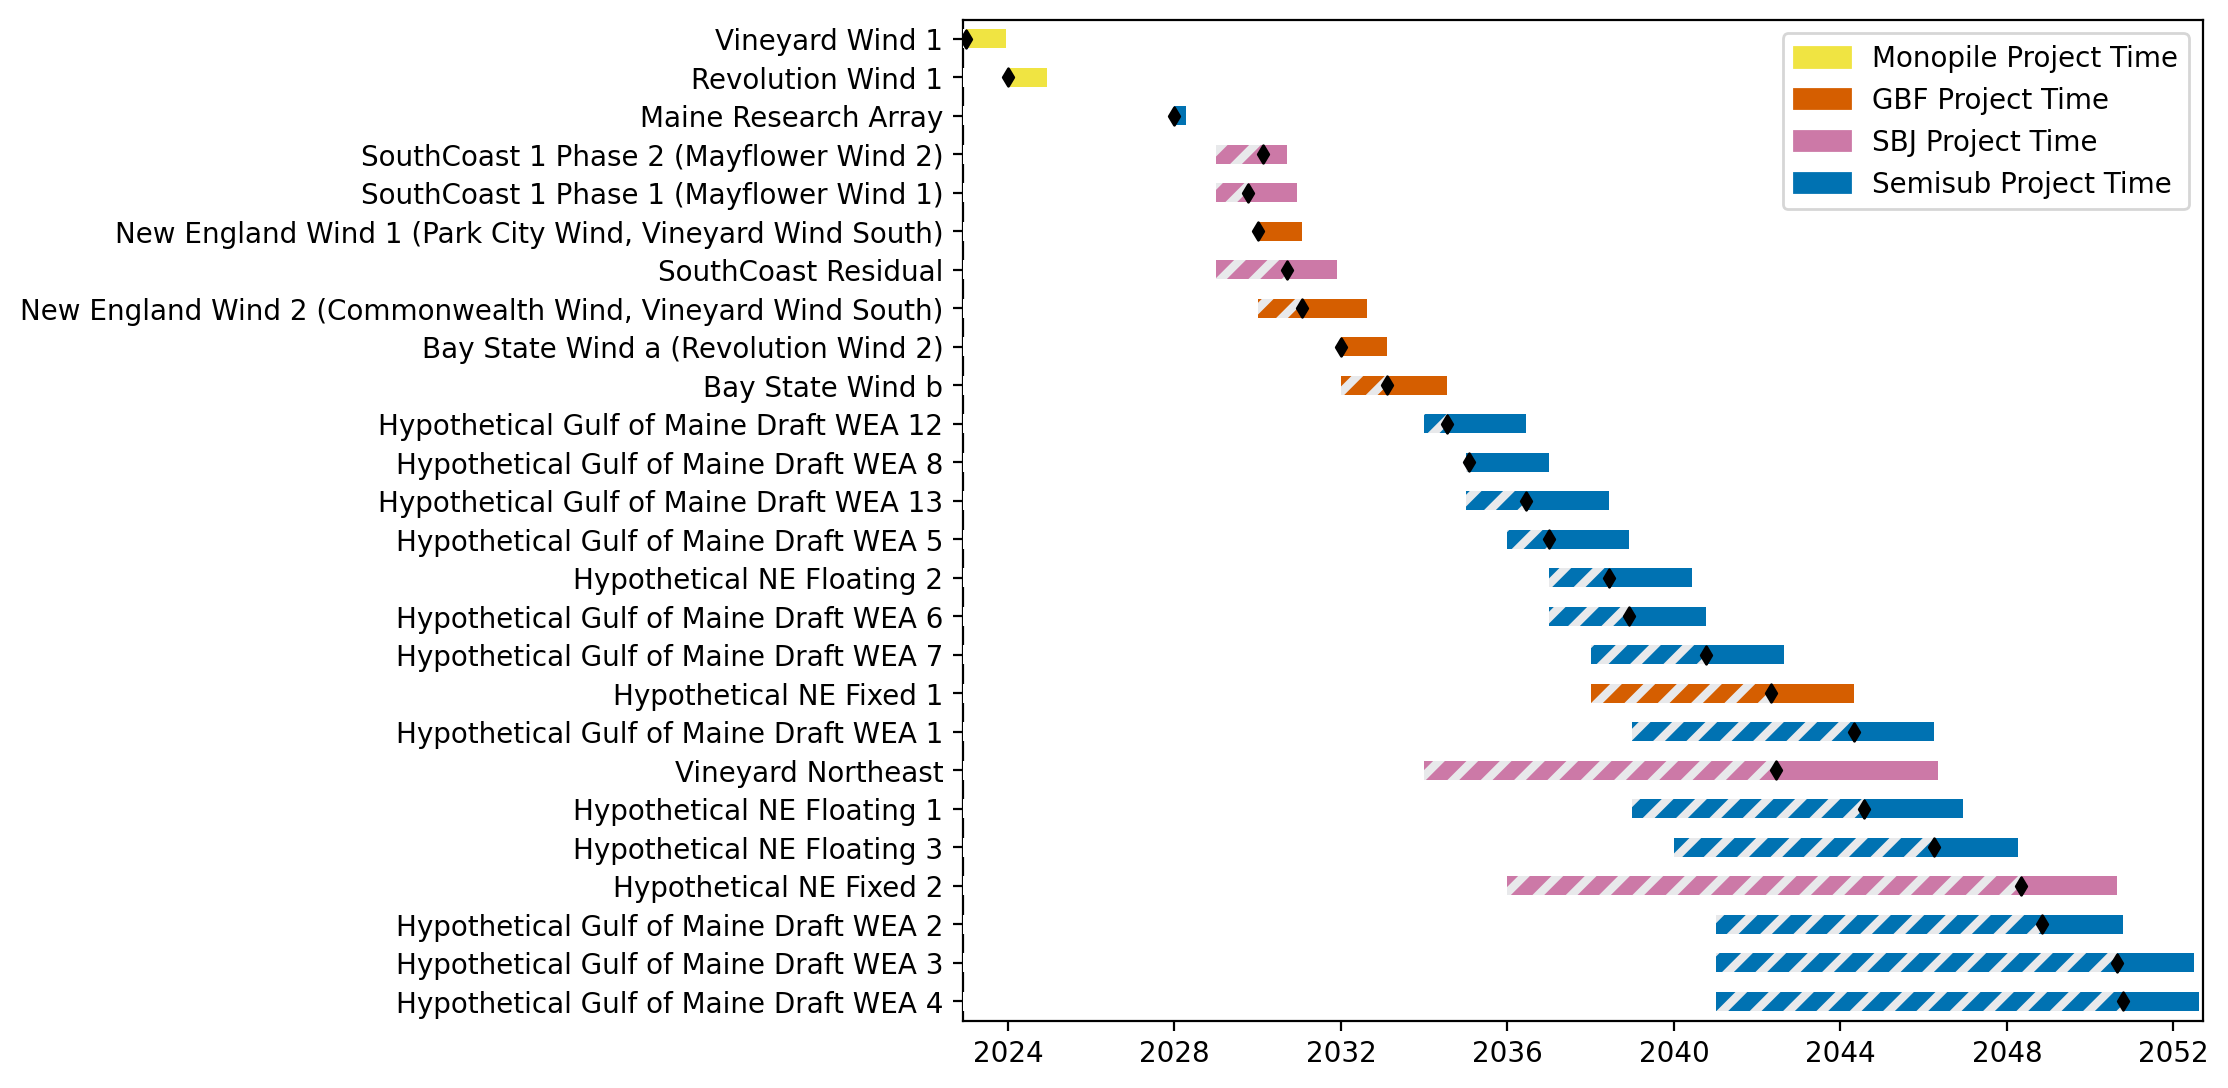 Vineyard Wind 1
Revolution Wind 1
Maine Research Array
SouthCoast 1 Phase 2 (Mayflower Wind 2)
SouthCoast 1 Phase 1 (Mayflower Wind 1)
New England Wind 1 (Park City Wind, Vineyard Wind South)
SouthCoast Residual
New England Wind 2 (Commonwealth Wind, Vineyard Wind South)
Bay State Wind a (Revolution Wind 2)
Bay State Wind b
Hypothetical Gulf of Maine Draft WEA 12
Hypothetical Gulf of Maine Draft WEA 8
Hypothetical Gulf of Maine Draft WEA 13
Hypothetical Gulf of Maine Draft WEA 5
Hypothetical NE Floating 2
Hypothetical Gulf of Maine Draft WEA 6
Hypothetical Gulf of Maine Draft WEA 7
Hypothetical NE Fixed 1
Hypothetical Gulf of Maine Draft WEA 1
Vineyard Northeast
Hypothetical NE Floating 1
Hypothetical NE Floating 3
Hypothetical NE Fixed 2
Hypothetical Gulf of Maine Draft WEA 2
Hypothetical Gulf of Maine Draft WEA 3
Hypothetical Gulf of Maine Draft WEA 4
Monopile Project Time
GBF Project Time
SBJ Project Time
Semisub Project Time
2024 2028 2032 2036 2040 2044 2048 2052